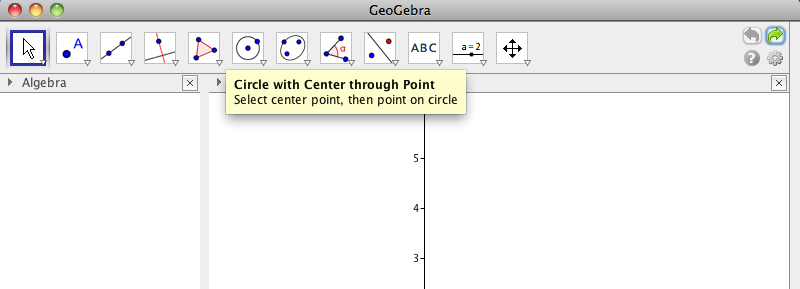 GeoGebra
A
α
ABC
a=2
?
Algebra
Circle with Center through Point
Select center point, then point on circle
5
4
3